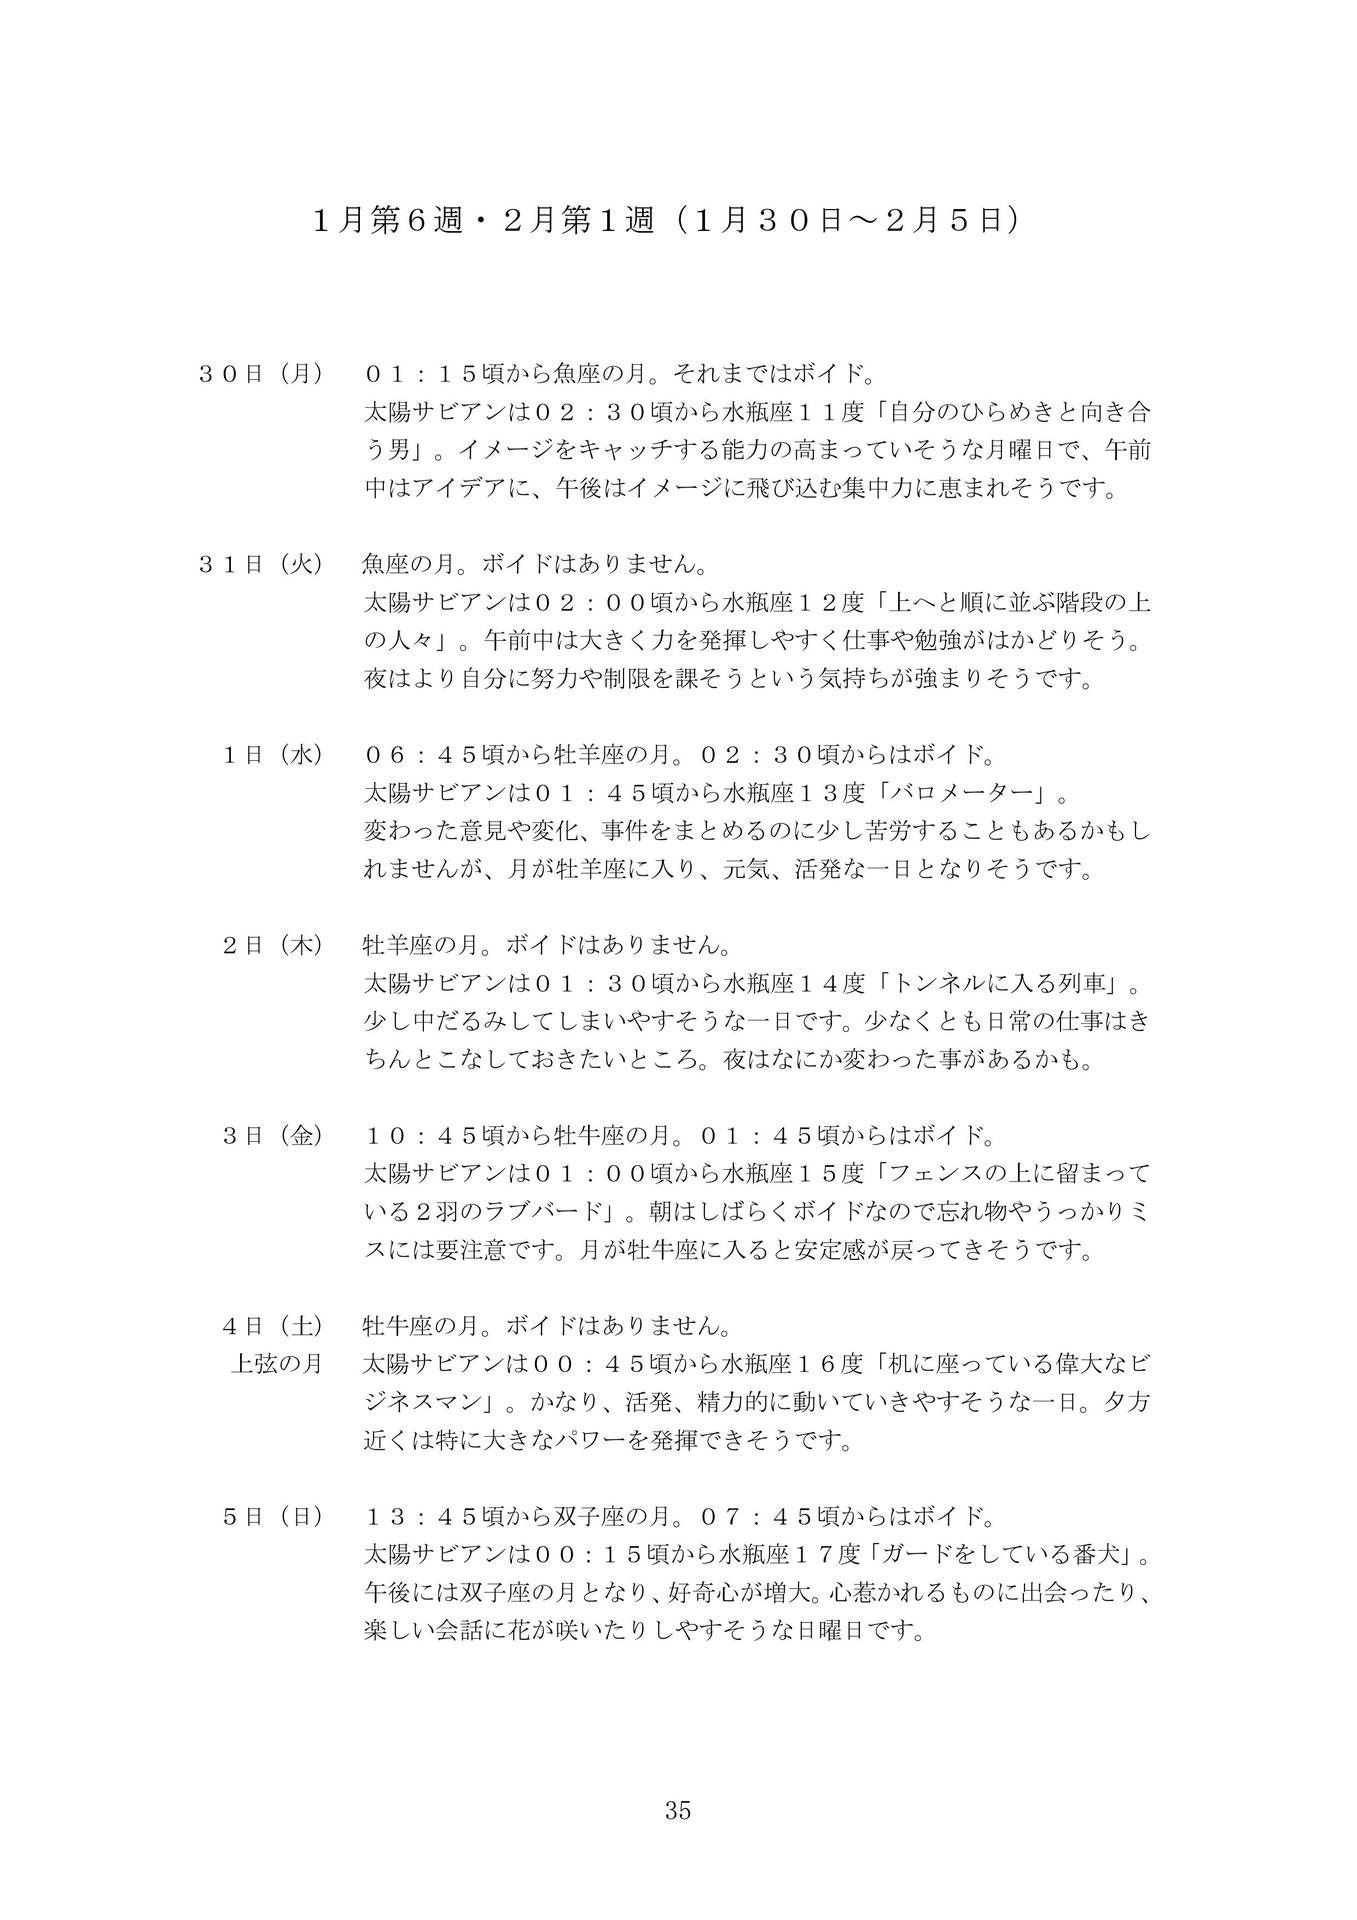 １月第６週・２月第１週（１月３０日～２月５日）
３０日（月）　０１：１５頃から魚座の月。それまではボイド。
太陽サビアンは０２：３０頃から水瓶座１１度「自分のひらめきと向き合
う男」。イメージをキャッチする能力の高まっていそうな月曜日で、午前
中はアイデアに、午後はイメージに飛び込む集中力に恵まれそうです。
３１日（火）　魚座の月。ボイドはありません。
太陽サビアンは０２：００頃から水瓶座１２度「上へと順に並ぶ階段の上
の人々」。午前中は大きく力を発揮しやすく仕事や勉強がはかどりそう。
夜はより自分に努力や制限を課そうという気持ちが強まりそうです。
１日（水）　０６：４５頃から牡羊座の月。０２：３０頃からはボイド。
太陽サビアンは０１：４５頃から水瓶座１３度「バロメーター」。
変わった意見や変化、事件をまとめるのに少し苦労することもあるかもし
れませんが、月が牡羊座に入り、元気、活発な一日となりそうです。
２日（木）　牡羊座の月。ボイドはありません。
太陽サビアンは０１：３０頃から水瓶座１４度「トンネルに入る列車」。
少し中だるみしてしまいやすそうな一日です。少なくとも日常の仕事はき
ちんとこなしておきたいところ。夜はなにか変わった事があるかも。
３日（金）　１０：４５頃から牡牛座の月。０１：４５頃からはボイド。
太陽サビアンは０１：００頃から水瓶座１５度「フェンスの上に留まって
いる２羽のラブバード」。朝はしばらくボイドなので忘れ物やうっかりミ
スには要注意です。月が牡牛座に入ると安定感が戻ってきそうです。
４日（土）　牡牛座の月。ボイドはありません。
上弦の月　太陽サビアンは００：４５頃から水瓶座１６度「机に座っている偉大なビ
ジネスマン」。かなり、活発、精力的に動いていきやすそうな一日。夕方
近くは特に大きなパワーを発揮できそうです。
５日（日）　１３：４５頃から双子座の月。０７：４５頃からはボイド。
太陽サビアンは００：１５頃から水瓶座１７度「ガードをしている番犬」。
午後には双子座の月となり、好奇心が増大。心惹かれるものに出会ったり、
楽しい会話に花が咲いたりしやすそうな日曜日です。
35